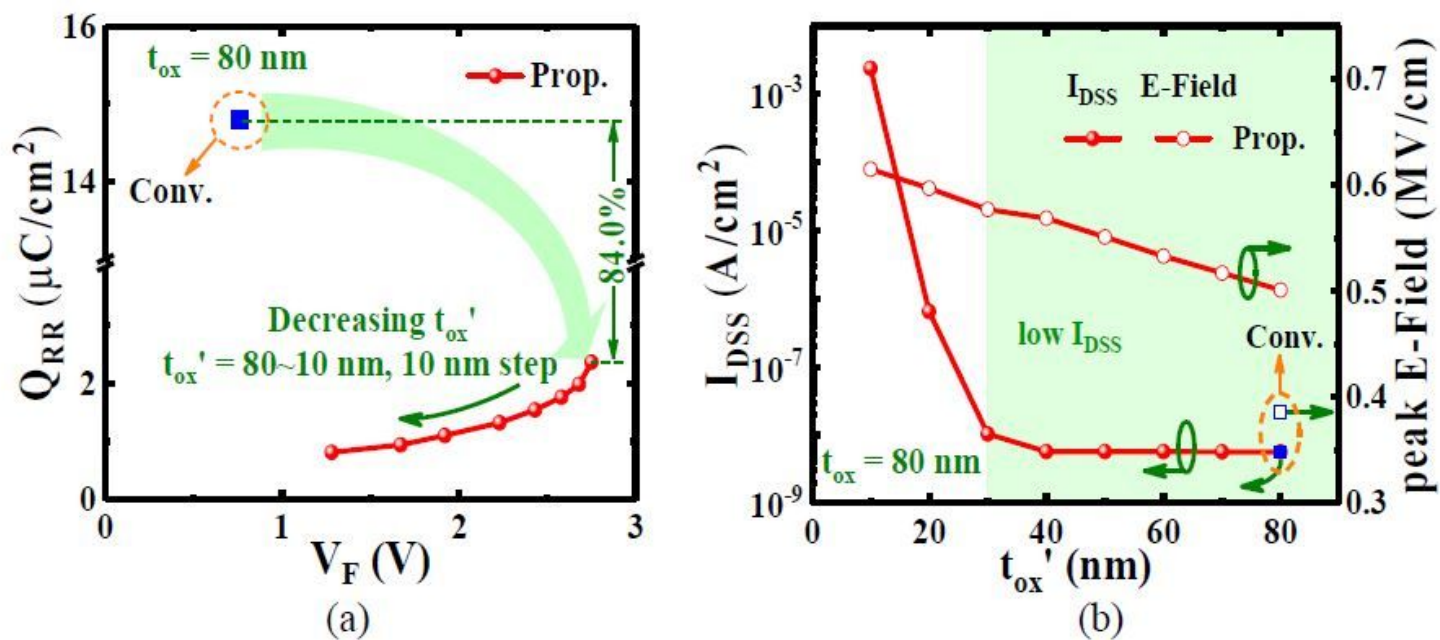 16
14
2
0
Q_RR (μC/cm²)
t_ox = 80 nm
Prop.
Conv.
84.0%
Decreasing t_ox'
t_ox' = 80~10 nm, 10 nm step
0 1 2 3
V_F (V)
(a)
10⁻³
10⁻⁵
10⁻⁷
10⁻⁹
I_DSS (A/cm²)
I_DSS E-Field
Prop.
low I_DSS
Conv.
t_ox = 80 nm
0.7
0.6
0.5
0.4
0.3
peak E-Field (MV/cm)
0 20 40 60 80
t_ox' (nm)
(b)